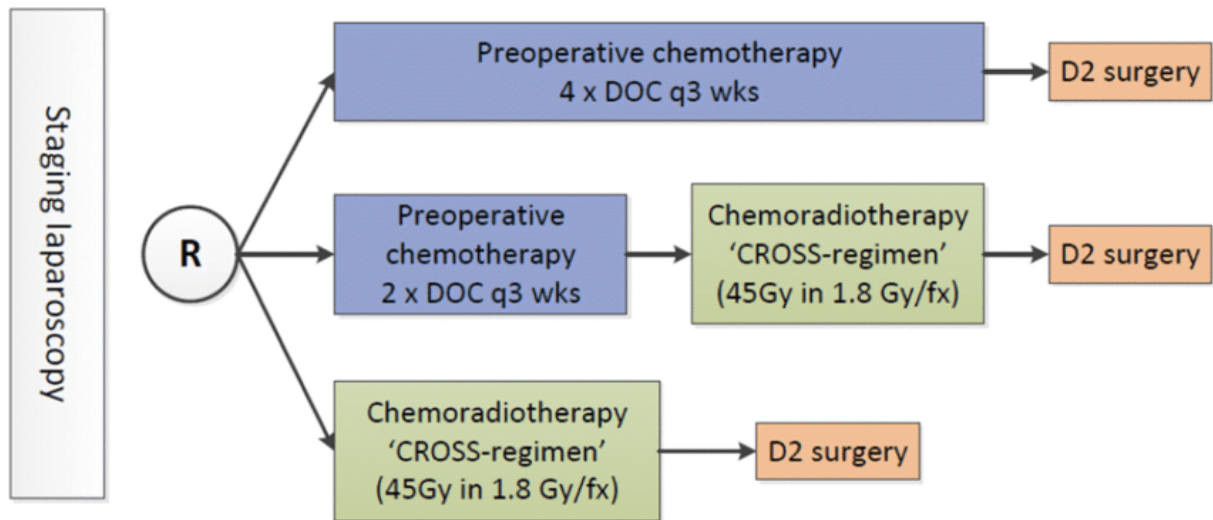 Staging laparoscopy
R
Preoperative chemotherapy
4 x DOC q3 wks
D2 surgery
Preoperative
chemotherapy
2 x DOC q3 wks
Chemoradiotherapy
‘CROSS-regimen’
(45Gy in 1.8 Gy/fx)
D2 surgery
Chemoradiotherapy
‘CROSS-regimen’
(45Gy in 1.8 Gy/fx)
D2 surgery